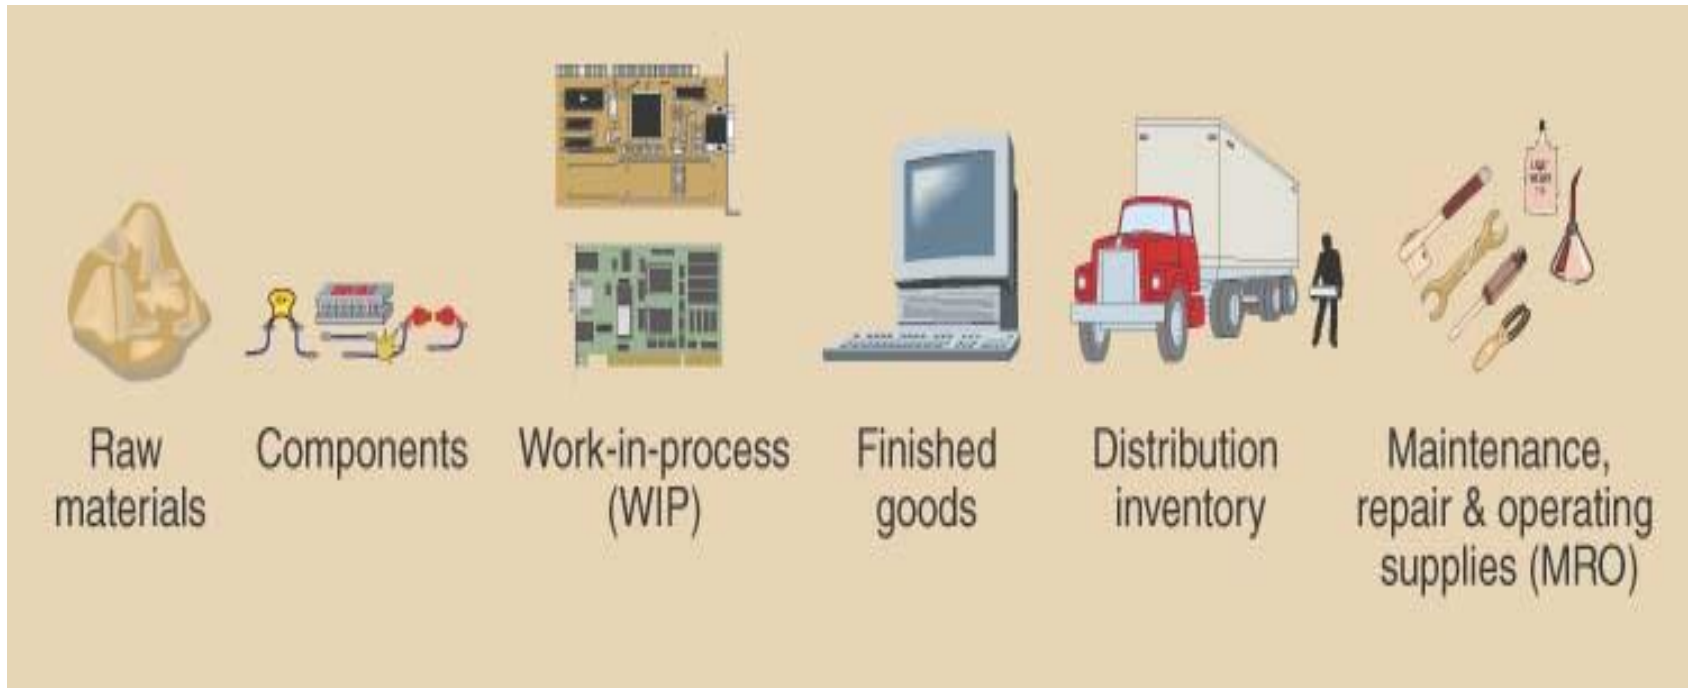 Raw
materials
Components
Work-in-process
(WIP)
Finished
goods
Distribution
inventory
Maintenance,
repair & operating
supplies (MRO)